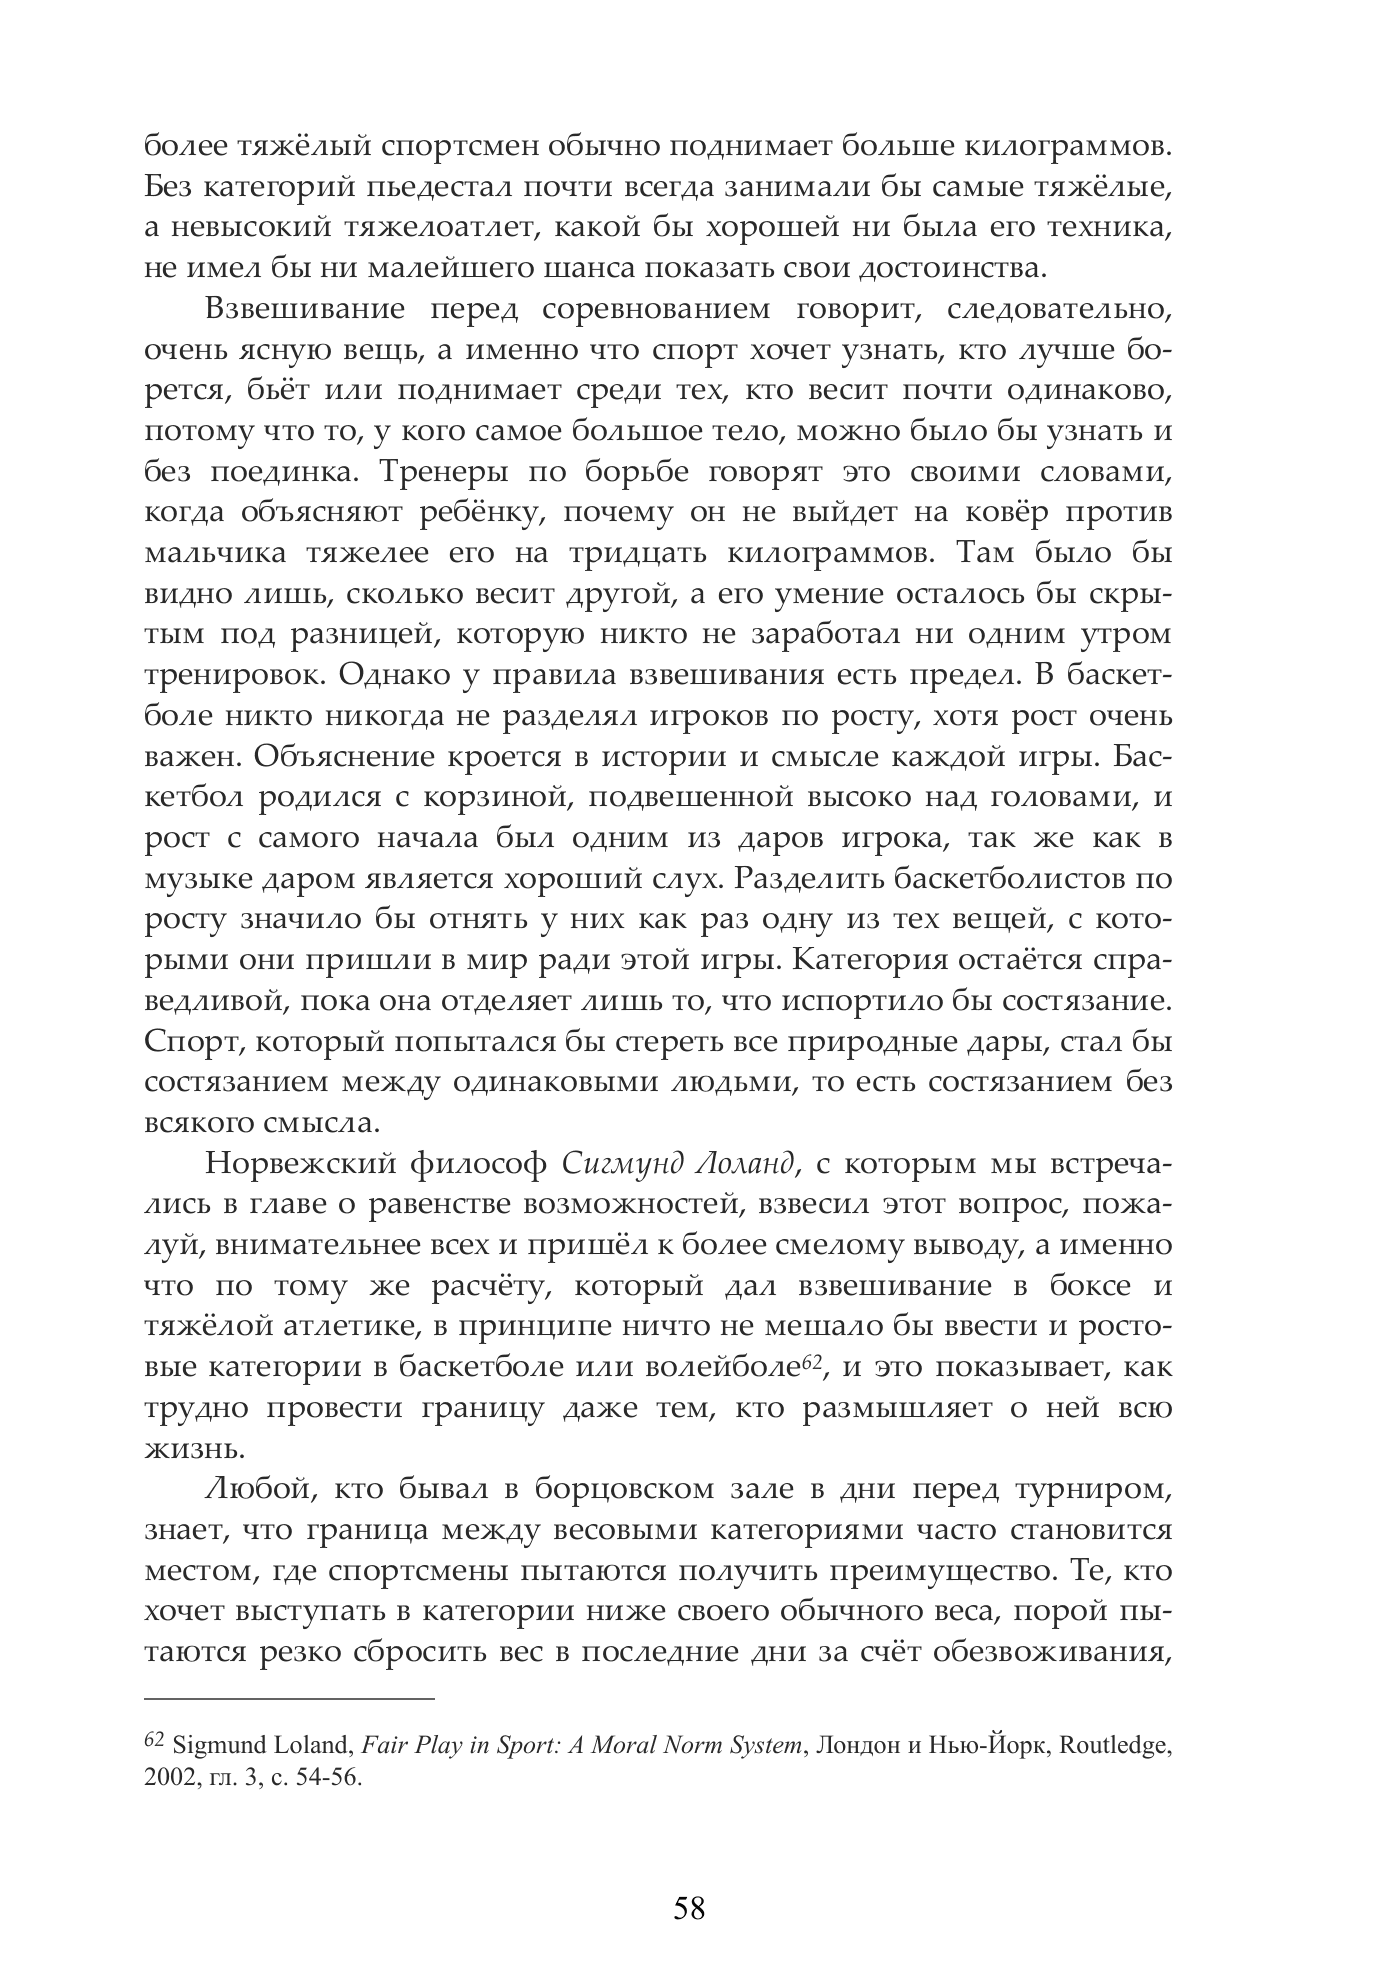 более тяжёлый спортсмен обычно поднимает больше килограммов.
Без категорий пьедестал почти всегда занимали бы самые тяжёлые,
а невысокий тяжелоатлет, какой бы хорошей ни была его техника,
не имел бы ни малейшего шанса показать свои достоинства.
Взвешивание перед соревнованием говорит, следовательно,
очень ясную вещь, а именно что спорт хочет узнать, кто лучше бо-
рется, бьёт или поднимает среди тех, кто весит почти одинаково,
потому что то, у кого самое большое тело, можно было бы узнать и
без поединка. Тренеры по борьбе говорят это своими словами,
когда объясняют ребёнку, почему он не выйдет на ковёр против
мальчика тяжелее его на тридцать килограммов. Там было бы
видно лишь, сколько весит другой, а его умение осталось бы скры-
тым под разницей, которую никто не заработал ни одним утром
тренировок. Однако у правила взвешивания есть предел. В баскет-
боле никто никогда не разделял игроков по росту, хотя рост очень
важен. Объяснение кроется в истории и смысле каждой игры. Бас-
кетбол родился с корзиной, подвешенной высоко над головами, и
рост с самого начала был одним из даров игрока, так же как в
музыке даром является хороший слух. Разделить баскетболистов по
росту значило бы отнять у них как раз одну из тех вещей, с кото-
рыми они пришли в мир ради этой игры. Категория остаётся спра-
ведливой, пока она отделяет лишь то, что испортило бы состязание.
Спорт, который попытался бы стереть все природные дары, стал бы
состязанием между одинаковыми людьми, то есть состязанием без
всякого смысла.
Норвежский философ Сигмунд Лоланд, с которым мы встреча-
лись в главе о равенстве возможностей, взвесил этот вопрос, пожа-
луй, внимательнее всех и пришёл к более смелому выводу, а именно
что по тому же расчёту, который дал взвешивание в боксе и
тяжёлой атлетике, в принципе ничто не мешало бы ввести и росто-
вые категории в баскетболе или волейболе62, и это показывает, как
трудно провести границу даже тем, кто размышляет о ней всю
жизнь.
Любой, кто бывал в борцовском зале в дни перед турниром,
знает, что граница между весовыми категориями часто становится
местом, где спортсмены пытаются получить преимущество. Те, кто
хочет выступать в категории ниже своего обычного веса, порой пы-
таются резко сбросить вес в последние дни за счёт обезвоживания,
62 Sigmund Loland, Fair Play in Sport: A Moral Norm System, Лондон и Нью-Йорк, Routledge,
2002, гл. 3, с. 54-56.
58